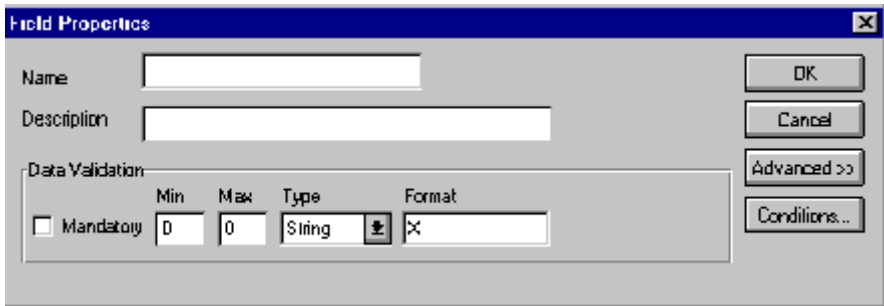 Field Properties
Name
OK
Description
Cancel
Data Validation
Advanced >>
Min Max Type Format
Mandatory 0 0 String X
Conditions...